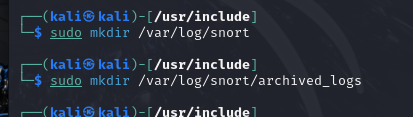 ┌──(kali㉿kali)-[/usr/include]
└─$ sudo mkdir /var/log/snort
┌──(kali㉿kali)-[/usr/include]
└─$ sudo mkdir /var/log/snort/archived_logs
┌──(kali㉿kali)-[/usr/include]